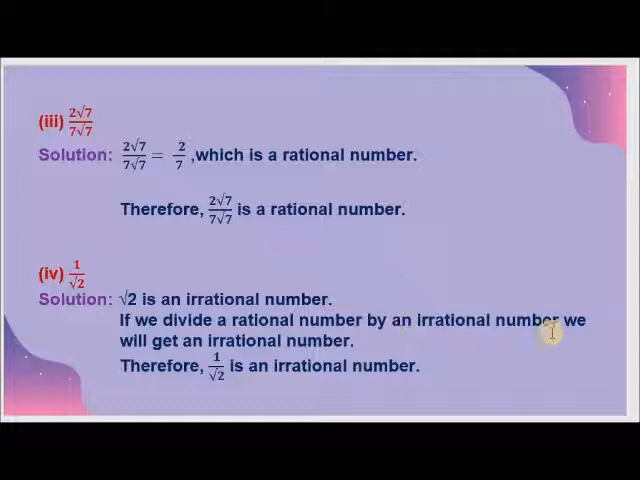 (iii) 2√7/7√7
Solution: 2√7/7√7 = 2/7 ,which is a rational number.
Therefore, 2√7/7√7 is a rational number.
(iv) 1/√2
Solution: √2 is an irrational number.
If we divide a rational number by an irrational number we
will get an irrational number.
Therefore, 1/√2 is an irrational number.